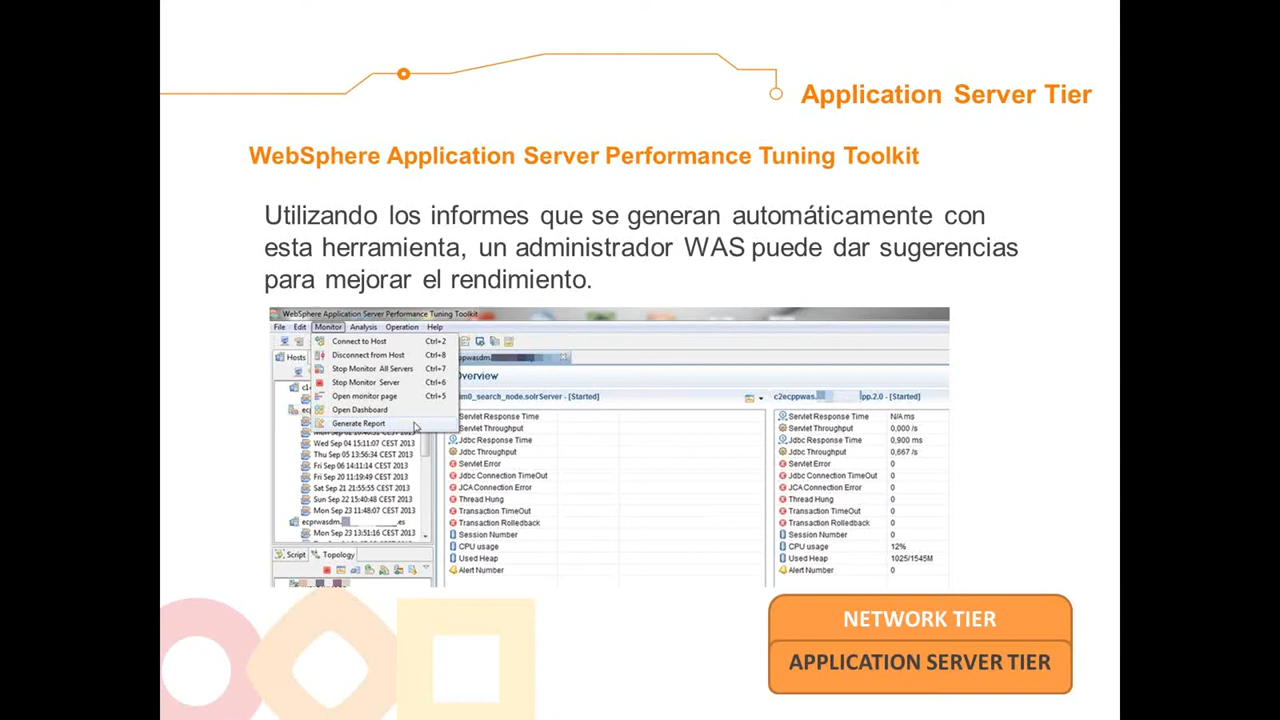 Application Server Tier
WebSphere Application Server Performance Tuning Toolkit
Utilizando los informes que se generan automáticamente con
esta herramienta, un administrador WAS puede dar sugerencias
para mejorar el rendimiento.
WebSphere Application Server Performance Tuning Toolkit
File Edit Monitor Analysis Operation Help
Connect to Host Ctrl+2
Disconnect from Host Ctrl+8
Stop Monitor All Servers Ctrl+7
Stop Monitor Server Ctrl+6
Open monitor page Ctrl+5
Open Dashboard
Generate Report
Hosts
Wed Sep 04 15:11:07 CEST 2013
Thu Sep 05 13:56:34 CEST 2013
Fri Sep 06 14:11:14 CEST 2013
Fri Sep 20 11:19:49 CEST 2013
Sun Sep 22 15:40:48 CEST 2013
Mon Sep 23 11:48:07 CEST 2013
ecprwasdm. .es
Mon Sep 23 13:51:16 CEST 2013
Script Topology
ppwasdm.
Overview
m0_search_node.solrServer - [Started]
Servlet Response Time
Servlet Throughput
Jdbc Response Time
Jdbc Throughput
Servlet Error
Jdbc Connection TimeOut
JCA Connection Error
Thread Hung
Transaction TimeOut
Transaction Rolledback
Session Number
CPU usage
Used Heap
Alert Number
c2ecppwas. pp.2.0 - [Started]
Servlet Response Time N/A ms
Servlet Throughput 0,000 /s
Jdbc Response Time 0,900 ms
Jdbc Throughput 0,667 /s
Servlet Error 0
Jdbc Connection TimeOut 0
JCA Connection Error 0
Thread Hung 0
Transaction TimeOut 0
Transaction Rolledback 0
Session Number 0
CPU usage 12%
Used Heap 1025/1545M
Alert Number 0
NETWORK TIER
APPLICATION SERVER TIER